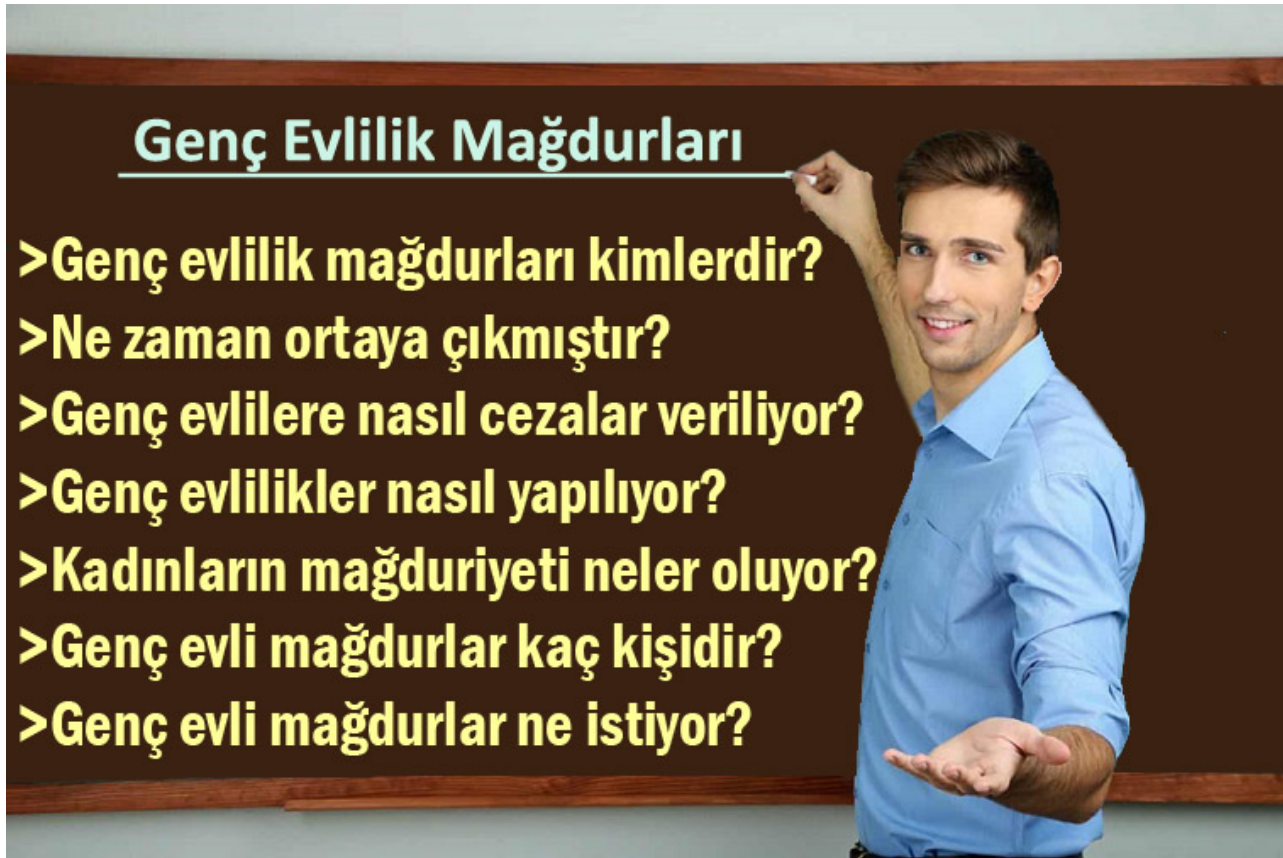 Genç Evlilik Mağdurları
>Genç evlilik mağdurları kimlerdir?
>Ne zaman ortaya çıkmıştır?
>Genç evlilere nasıl cezalar veriliyor?
>Genç evlilikler nasıl yapılıyor?
>Kadınların mağduriyeti neler oluyor?
>Genç evli mağdurlar kaç kişidir?
>Genç evli mağdurlar ne istiyor?